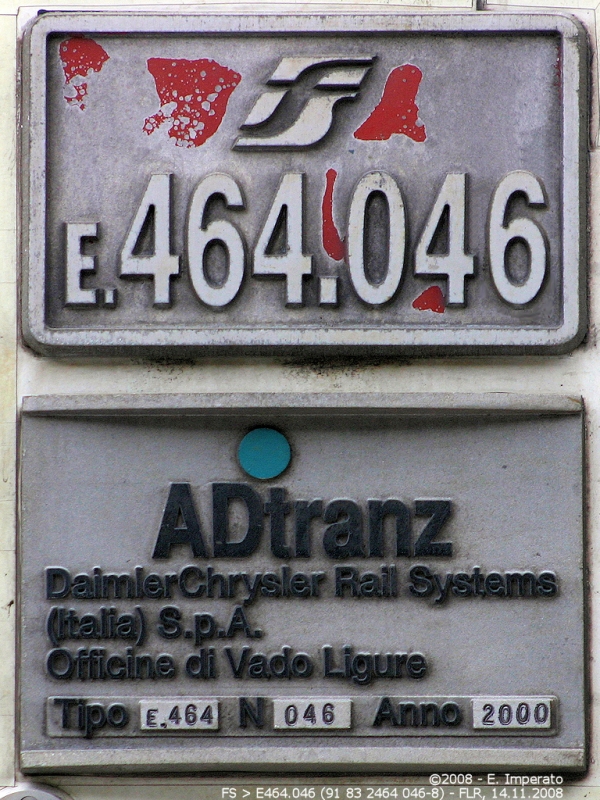 FS
E.464.046
ADtranz
DaimlerChrysler Rail Systems
(Italia) S.p.A.
Officine di Vado Ligure
Tipo E.464 N 046 Anno 2000
©2008 - E. Imperato
FS > E464.046 (91 83 2464 046-8) - FLR, 14.11.2008